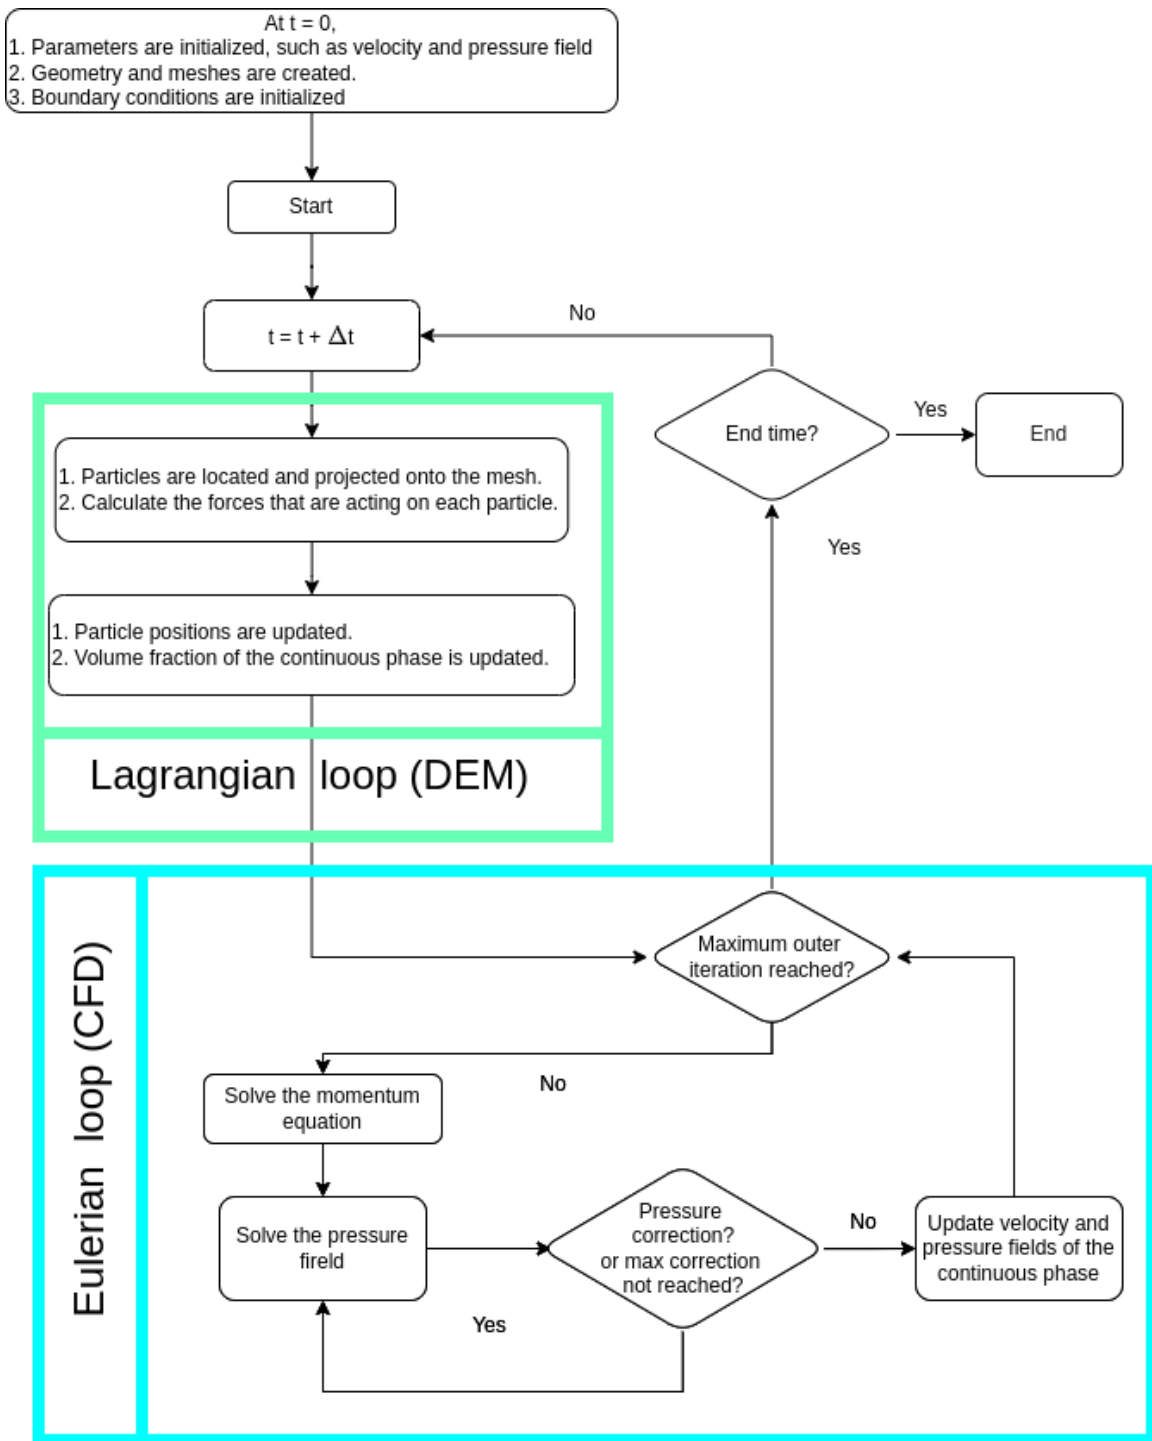 At t = 0,
1. Parameters are initialized, such as velocity and pressure field
2. Geometry and meshes are created.
3. Boundary conditions are initialized
Start
t = t + Δt
No
End time?
Yes
End
1. Particles are located and projected onto the mesh.
2. Calculate the forces that are acting on each particle.
Yes
1. Particle positions are updated.
2. Volume fraction of the continuous phase is updated.
Lagrangian loop (DEM)
Eulerian loop (CFD)
Maximum outer
iteration reached?
No
Solve the momentum
equation
Solve the pressure
fireld
Pressure
correction?
or max correction
not reached?
Yes
No
Update velocity and
pressure fields of the
continuous phase